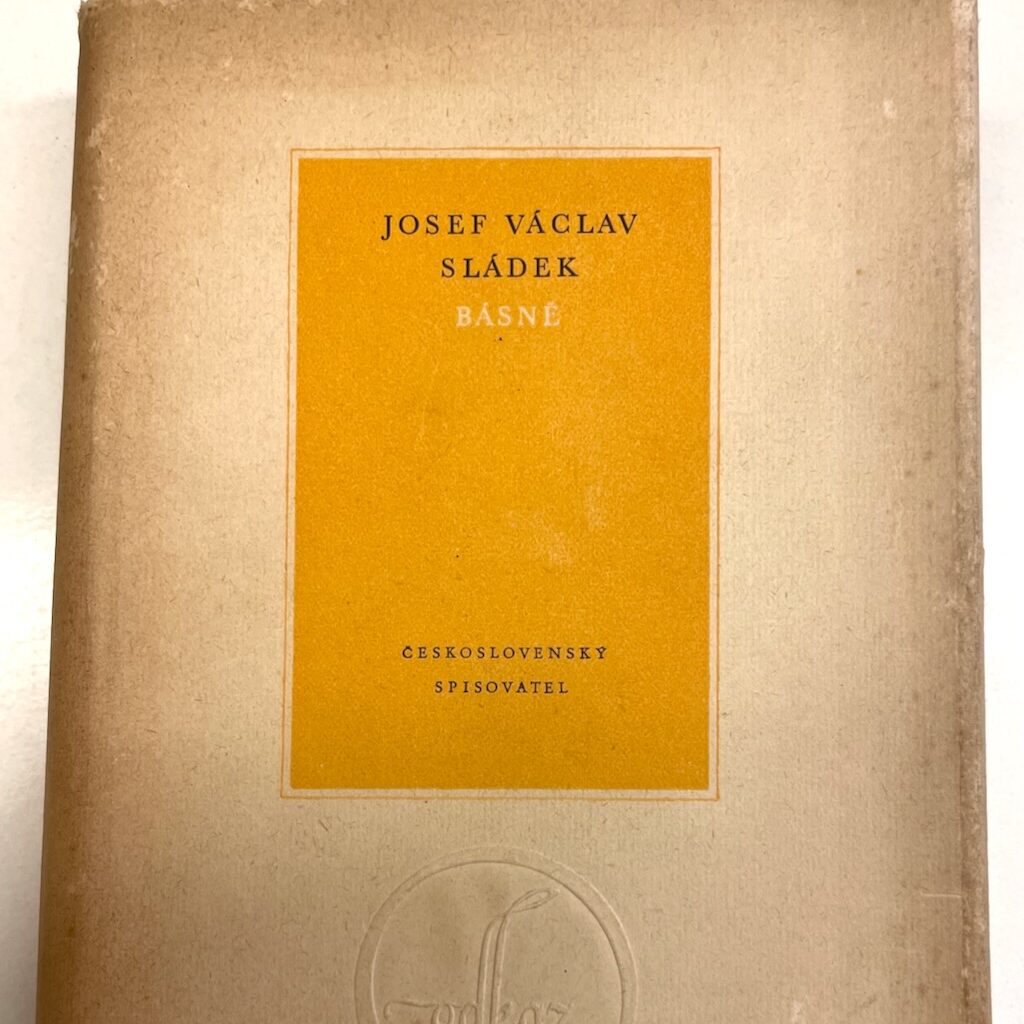 JOSEF VÁCLAV
SLÁDEK
BÁSNĚ
ČESKOSLOVENSKÝ
SPISOVATEL